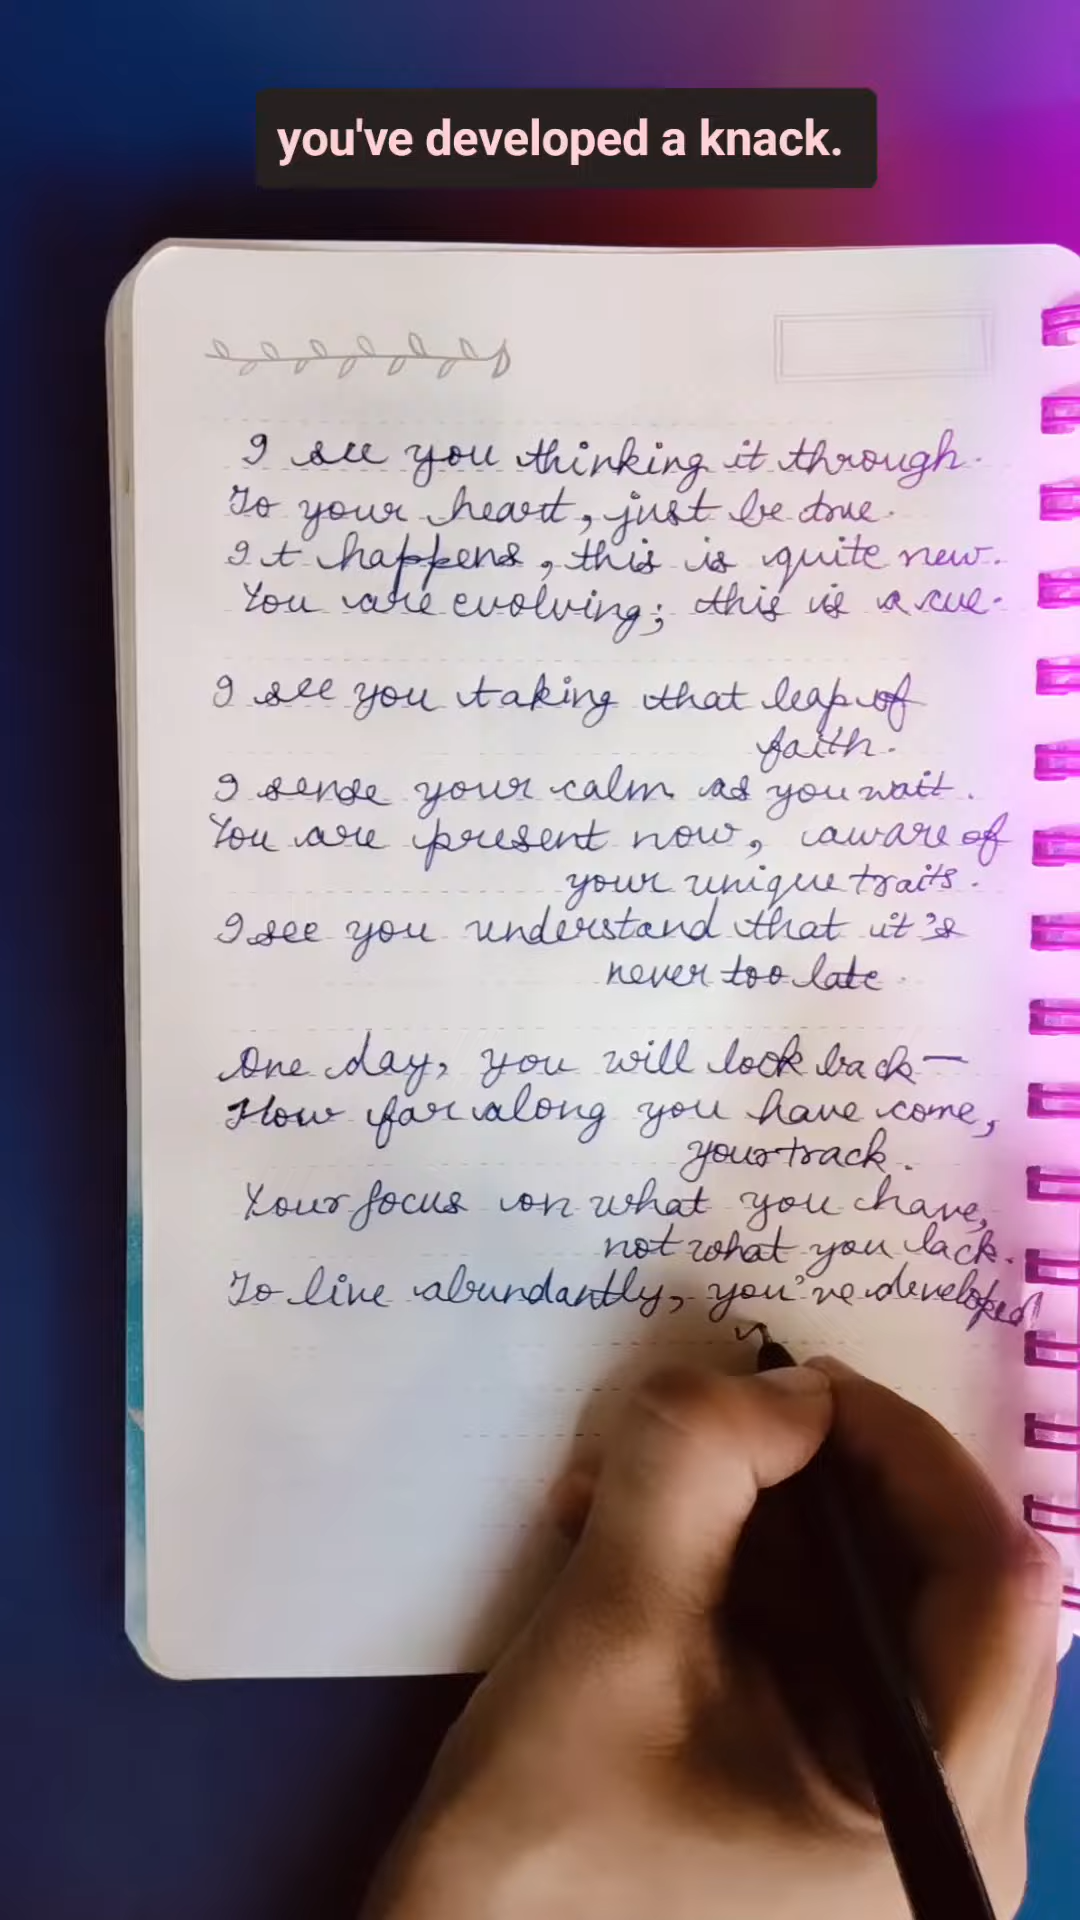 you've developed a knack.
I see you thinking it through.
To your heart, just be true.
It happens, this is quite new.
You are evolving; this is a cue.
I see you taking that leap of
faith.
I sense your calm as you wait.
You are present now, aware of
your unique traits.
I see you understand that it's
never too late.
One day, you will look back—
How far along you have come,
your track.
Your focus on what you have,
not what you lack.
To live abundantly, you've developed